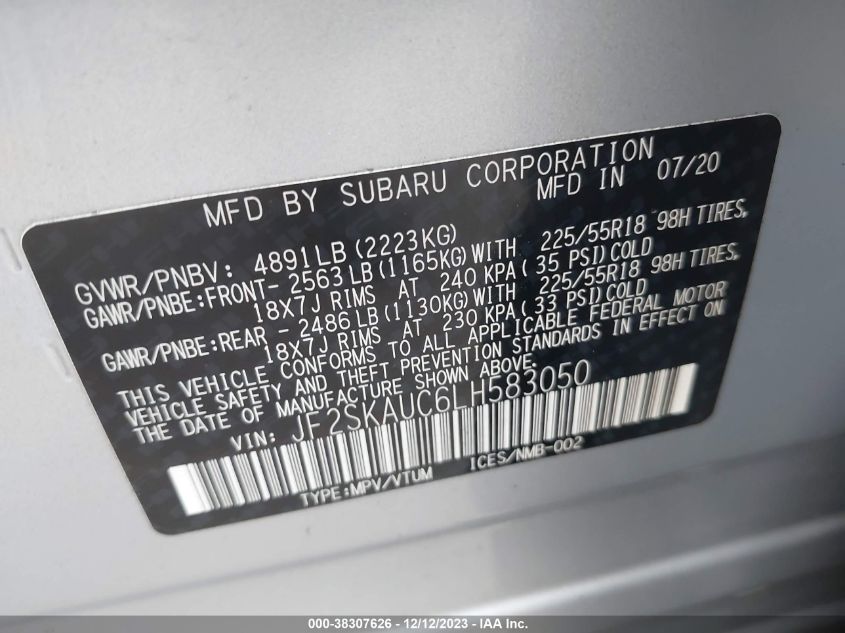 MFD BY SUBARU CORPORATION
MFD IN 07/20
GVWR/PNBV: 4891LB (2223KG)
GAWR/PNBE:FRONT- 2563LB(1165KG)WITH 225/55R18 98H TIRES,
18X7J RIMS AT 240 KPA( 35 PSI)COLD
GAWR/PNBE:REAR - 2486LB(1130KG)WITH 225/55R18 98H TIRES,
18X7J RIMS AT 230 KPA( 33 PSI)COLD
THIS VEHICLE CONFORMS TO ALL APPLICABLE FEDERAL MOTOR
VEHICLE SAFETY AND THEFT PREVENTION STANDARDS IN EFFECT ON
THE DATE OF MANUFACTURE SHOWN ABOVE.
VIN: JF2SKAUC6LH583050
TYPE:MPV/VTUM ICES/NMB-002
000-38307626 - 12/12/2023 - IAA Inc.